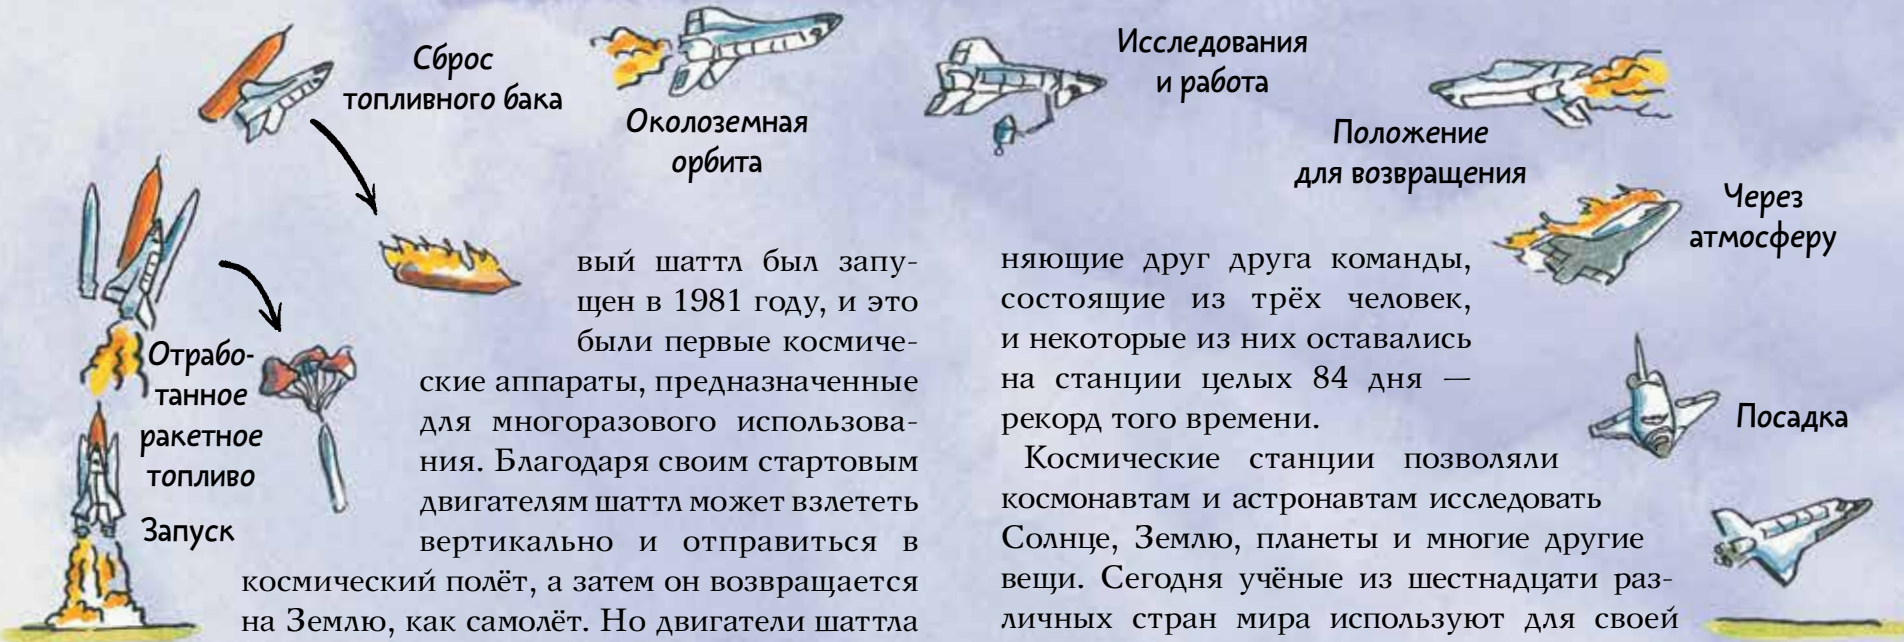 Сброс
топливного бака
Околоземная
орбита
Исследования
и работа
Положение
для возвращения
Через
атмосферу
Посадка
Отрабо-
танное
ракетное
топливо
Запуск
вый шаттл был запу-
щен в 1981 году, и это
были первые космиче-
ские аппараты, предназначенные
для многоразового использова-
ния. Благодаря своим стартовым
двигателям шаттл может взлететь
вертикально и отправиться в
космический полёт, а затем он возвращается
на Землю, как самолёт. Но двигатели шаттла
няющие друг друга команды,
состоящие из трёх человек,
и некоторые из них оставались
на станции целых 84 дня —
рекорд того времени.
Космические станции позволяли
космонавтам и астронавтам исследовать
Солнце, Землю, планеты и многие другие
вещи. Сегодня учёные из шестнадцати раз-
личных стран мира используют для своей